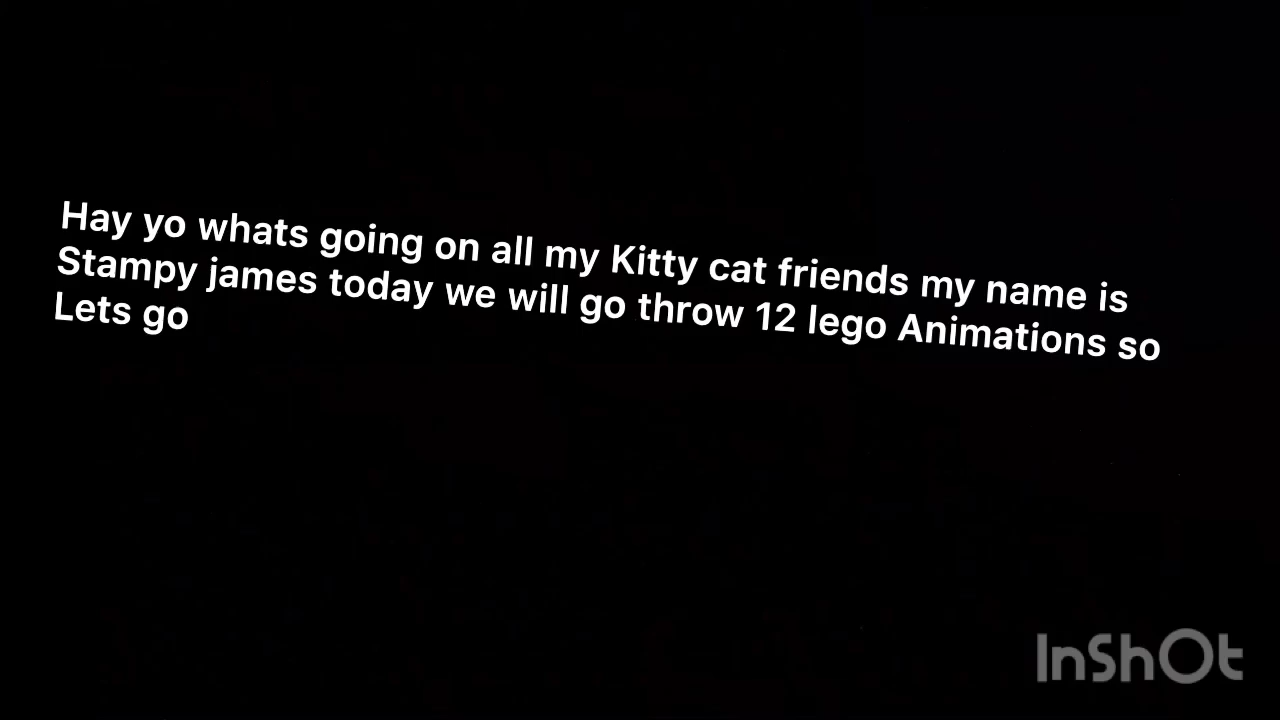 Hay yo whats going on all my Kitty cat friends my name is
Stampy james today we will go throw 12 lego Animations so
Lets go
InShOt